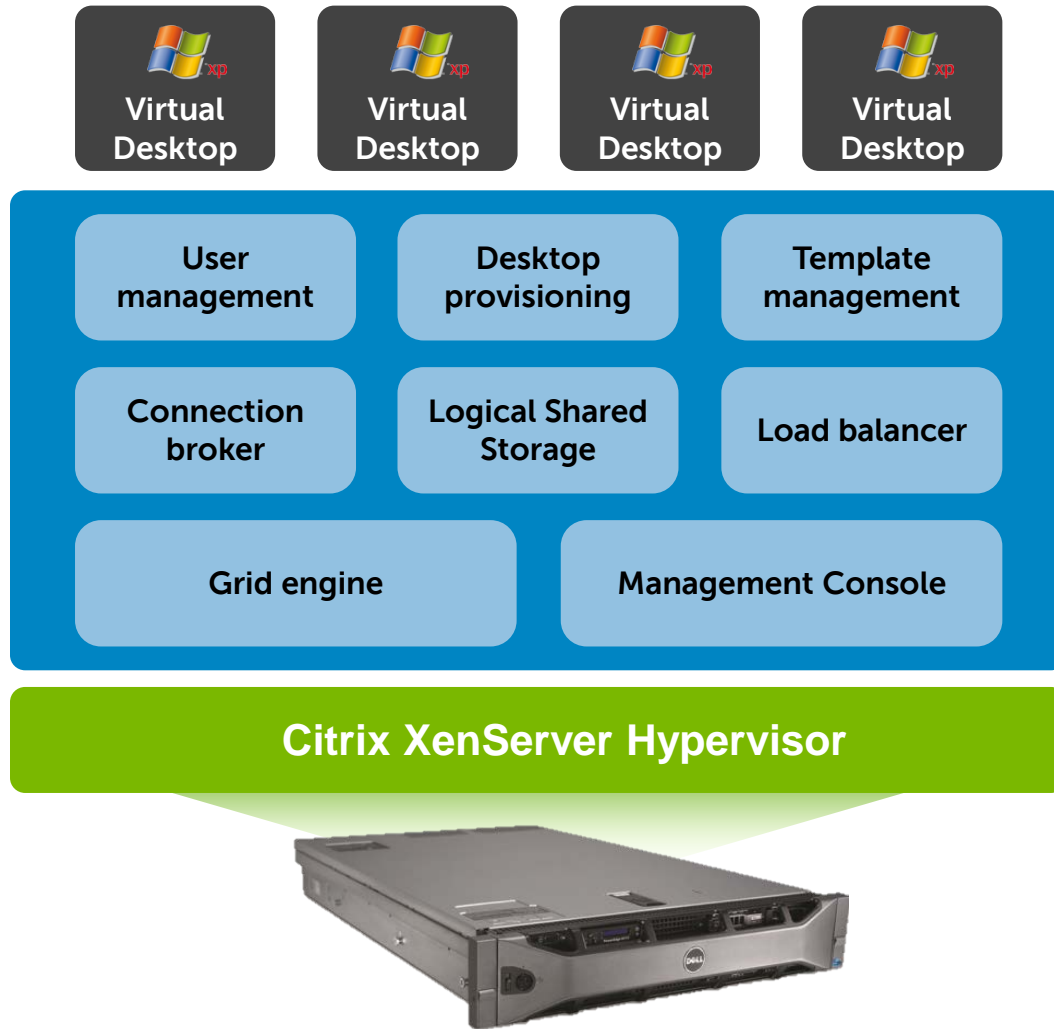 xp
xp
xp
xp
Virtual
Desktop
Virtual
Desktop
Virtual
Desktop
Virtual
Desktop
User
management
Desktop
provisioning
Template
management
Connection
broker
Logical Shared
Storage
Load balancer
Grid engine
Management Console
Citrix XenServer Hypervisor
DELL